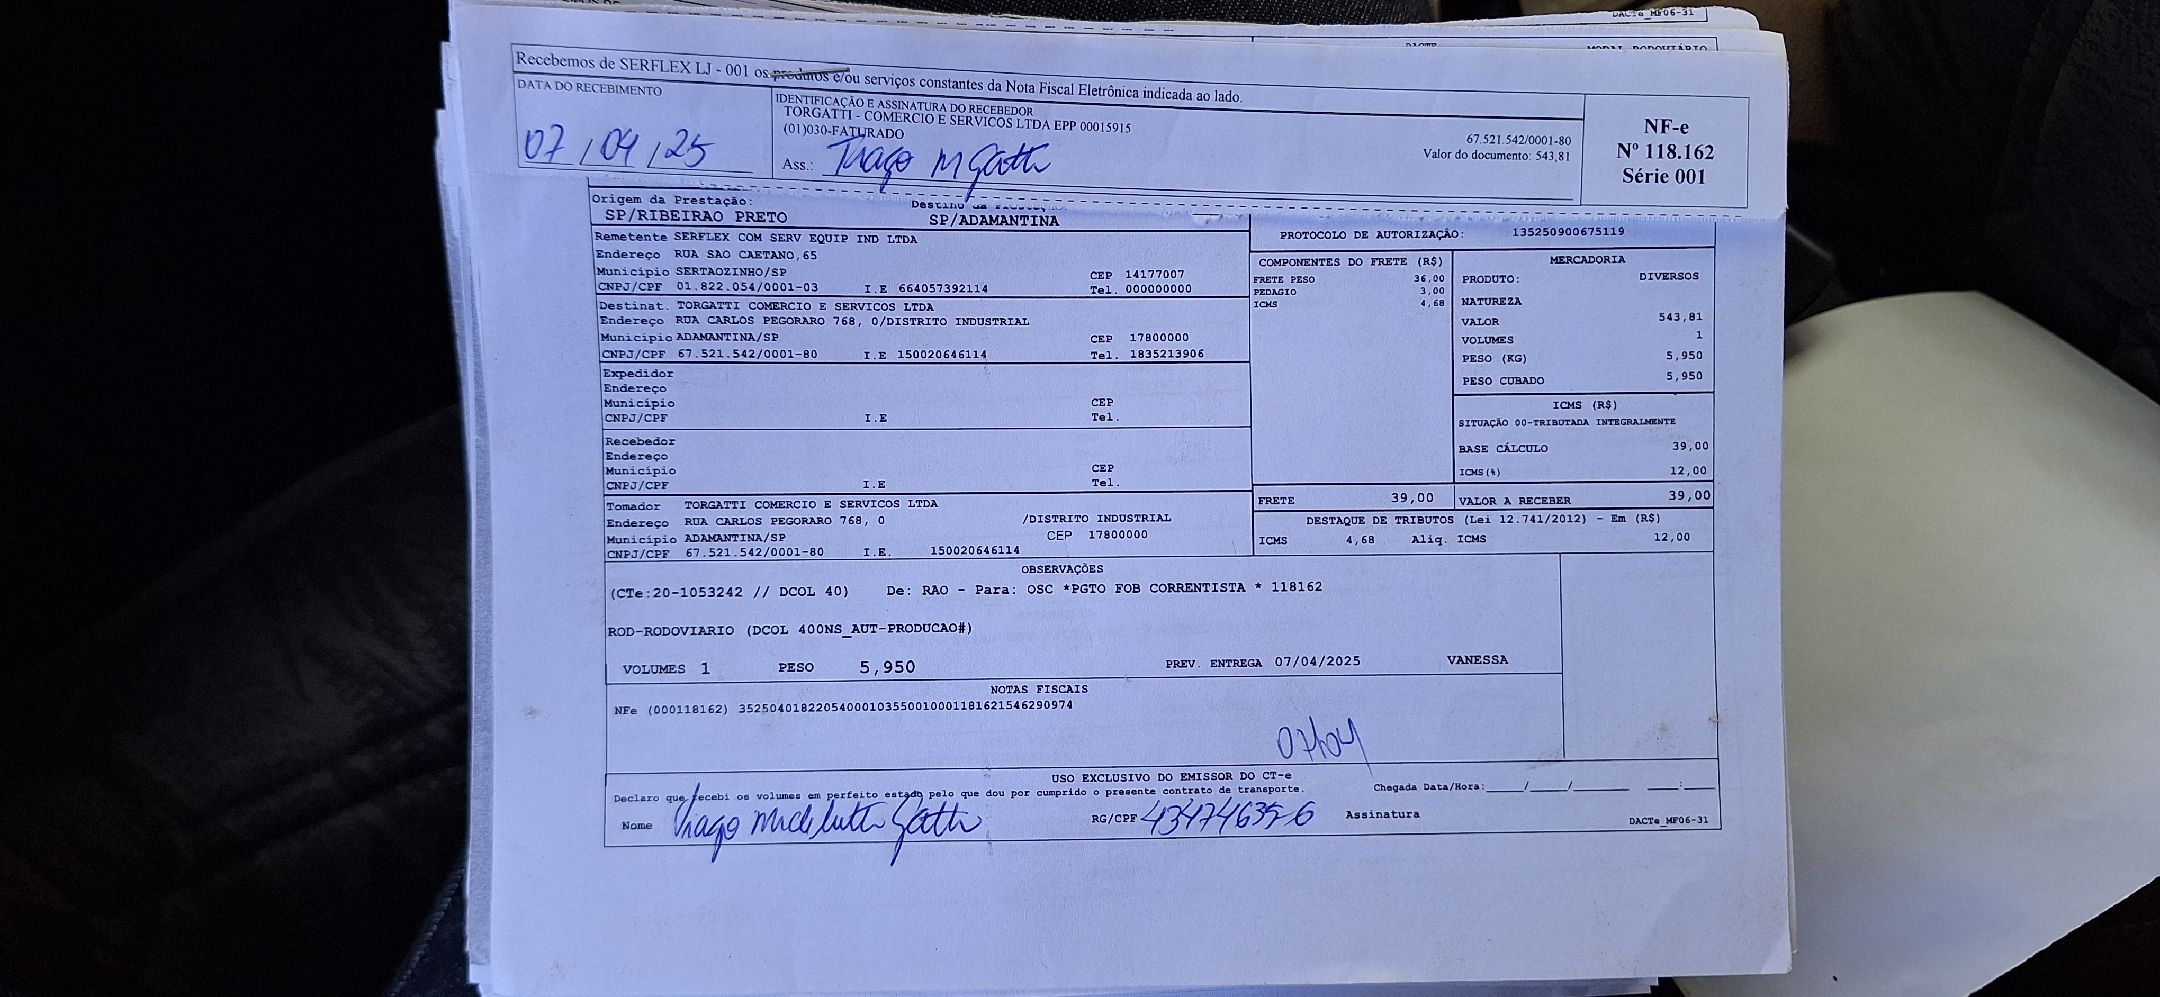 DACTe_MF06-31
Recebemos de SERFLEX LJ - 001 os produtos e/ou serviços constantes da Nota Fiscal Eletrônica indicada ao lado.
DATA DO RECEBIMENTO
07/04/25
IDENTIFICAÇÃO E ASSINATURA DO RECEBEDOR
TORGATTI - COMERCIO E SERVICOS LTDA EPP 00015915
(01)030-FATURADO
67.521.542/0001-80
Valor do documento: 543,81
Ass.: Thiago M Gatti
NF-e
Nº 118.162
Série 001
Origem da Prestação:
SP/RIBEIRAO PRETO
SP/ADAMANTINA
Remetente SERFLEX COM SERV EQUIP IND LTDA
Endereço RUA SAO CAETANO,65
Município SERTAOZINHO/SP CEP 14177007
CNPJ/CPF 01.822.054/0001-03 I.E 664057392114 Tel. 000000000
Destinat. TORGATTI COMERCIO E SERVICOS LTDA
Endereço RUA CARLOS PEGORARO 768, 0/DISTRITO INDUSTRIAL
Município ADAMANTINA/SP CEP 17800000
CNPJ/CPF 67.521.542/0001-80 I.E 150020646114 Tel. 1835213906
Expedidor
Endereço
Município CEP
CNPJ/CPF I.E Tel.
Recebedor
Endereço
Município CEP
CNPJ/CPF I.E Tel.
Tomador TORGATTI COMERCIO E SERVICOS LTDA
Endereço RUA CARLOS PEGORARO 768, 0 /DISTRITO INDUSTRIAL
Município ADAMANTINA/SP CEP 17800000
CNPJ/CPF 67.521.542/0001-80 I.E. 150020646114
PROTOCOLO DE AUTORIZAÇÃO: 135250900675119
COMPONENTES DO FRETE (R$)
FRETE PESO 36,00
PEDAGIO 3,00
ICMS 4,68
MERCADORIA
PRODUTO: DIVERSOS
NATUREZA
VALOR 543,81
VOLUMES 1
PESO (KG) 5,950
PESO CUBADO 5,950
ICMS (R$)
SITUAÇÃO 00-TRIBUTADA INTEGRALMENTE
BASE CÁLCULO 39,00
ICMS(%) 12,00
FRETE 39,00 VALOR A RECEBER 39,00
DESTAQUE DE TRIBUTOS (Lei 12.741/2012) - Em (R$)
ICMS 4,68 Aliq. ICMS 12,00
OBSERVAÇÕES
(CTe:20-1053242 // DCOL 40) De: RAO - Para: OSC *PGTO FOB CORRENTISTA * 118162
ROD-RODOVIARIO (DCOL 400NS_AUT-PRODUCAO#)
VOLUMES 1 PESO 5,950 PREV. ENTREGA 07/04/2025 VANESSA
NOTAS FISCAIS
NFe (000118162) 35250401822054000103550010001181621546290974
07/04
USO EXCLUSIVO DO EMISSOR DO CT-e
Declaro que recebi os volumes em perfeito estado pelo que dou por cumprido o presente contrato de transporte. Chegada Data/Hora:____/____/______ ____:____
Nome Thiago Gatti RG/CPF Assinatura
DACTe_MF06-31